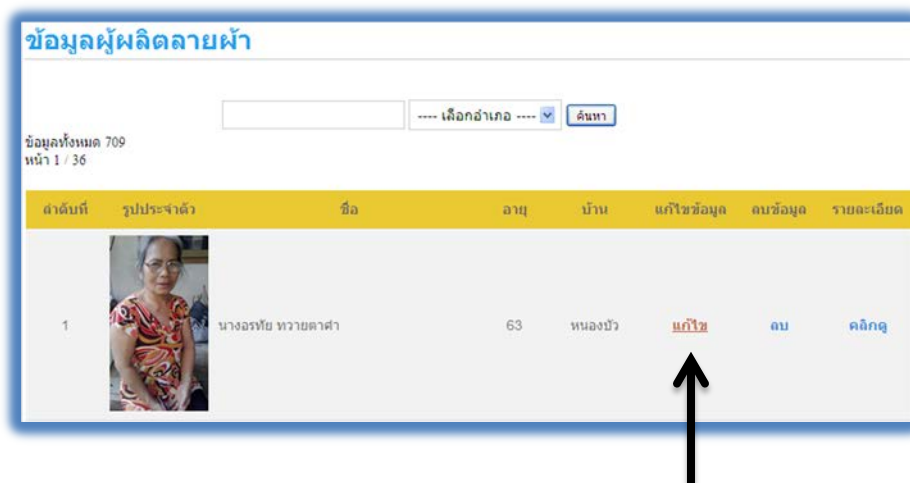 ข้อมูลผู้ผลิตลายผ้า
---- เลือกอำเภอ ---- ค้นหา
ข้อมูลทั้งหมด 709
หน้า 1 / 36
ลำดับที่ รูปประจำตัว ชื่อ อายุ บ้าน แก้ไขข้อมูล ลบข้อมูล รายละเอียด
1 นางอรทัย ทวายตาคำ 63 หนองบัว แก้ไข ลบ คลิกดู